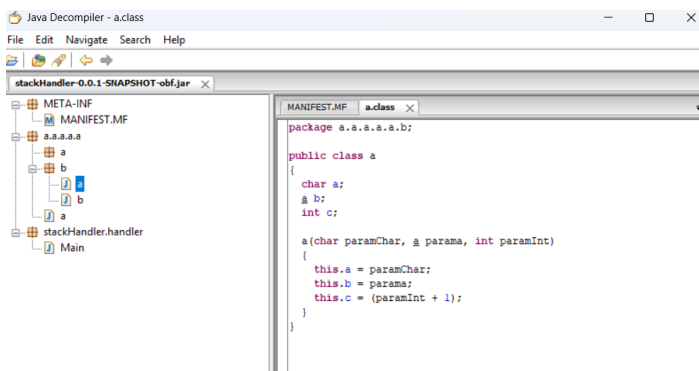 Java Decompiler - a.class
File Edit Navigate Search Help
stackHandler-0.0.1-SNAPSHOT-obf.jar
META-INF
MANIFEST.MF
a.a.a.a.a
a
b
a
b
a
stackHandler.handler
Main
MANIFEST.MF a.class
package a.a.a.a.a.b;
public class a
{
char a;
a b;
int c;
a(char paramChar, a parama, int paramInt)
{
this.a = paramChar;
this.b = parama;
this.c = (paramInt + 1);
}
}